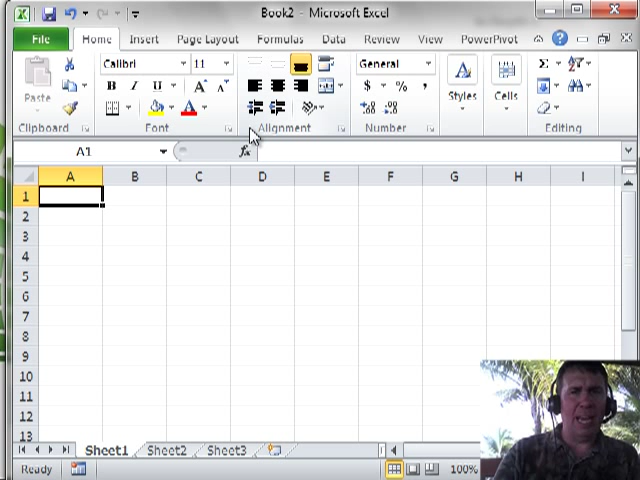 Book2 - Microsoft Excel
File Home Insert Page Layout Formulas Data Review View PowerPivot
Calibri 11 General
Paste B I U $ % , Styles Cells
Clipboard Font Alignment Number Editing
A1 fx
A B C D E F G H I
1
2
3
4
5
6
7
8
9
10
11
12
13
Sheet1 Sheet2 Sheet3
Ready 100%